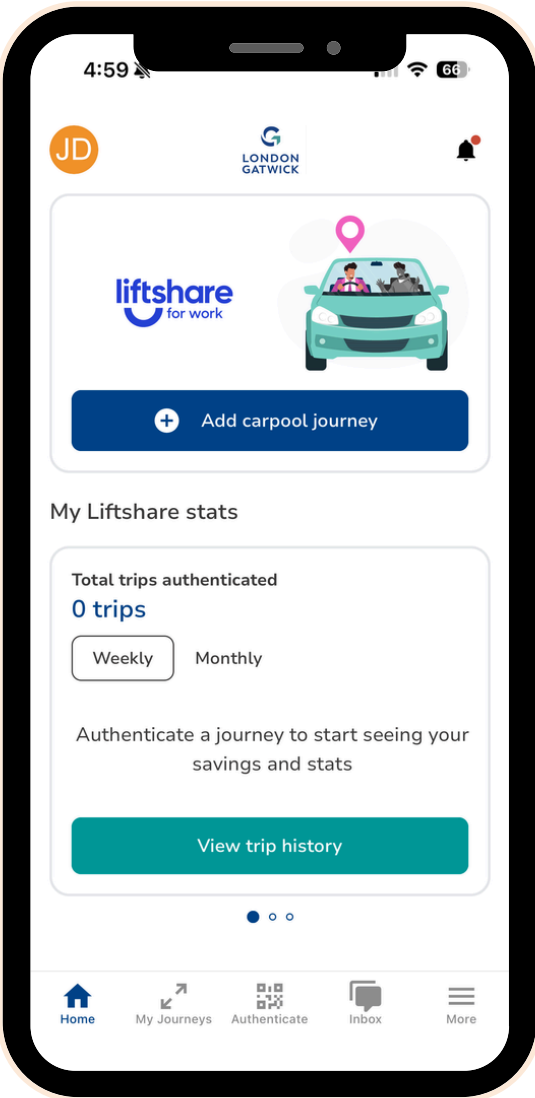 4:59
66
JD
LONDON
GATWICK
liftshare
for work
Add carpool journey
My Liftshare stats
Total trips authenticated
0 trips
Weekly Monthly
Authenticate a journey to start seeing your
savings and stats
View trip history
Home My Journeys Authenticate Inbox More